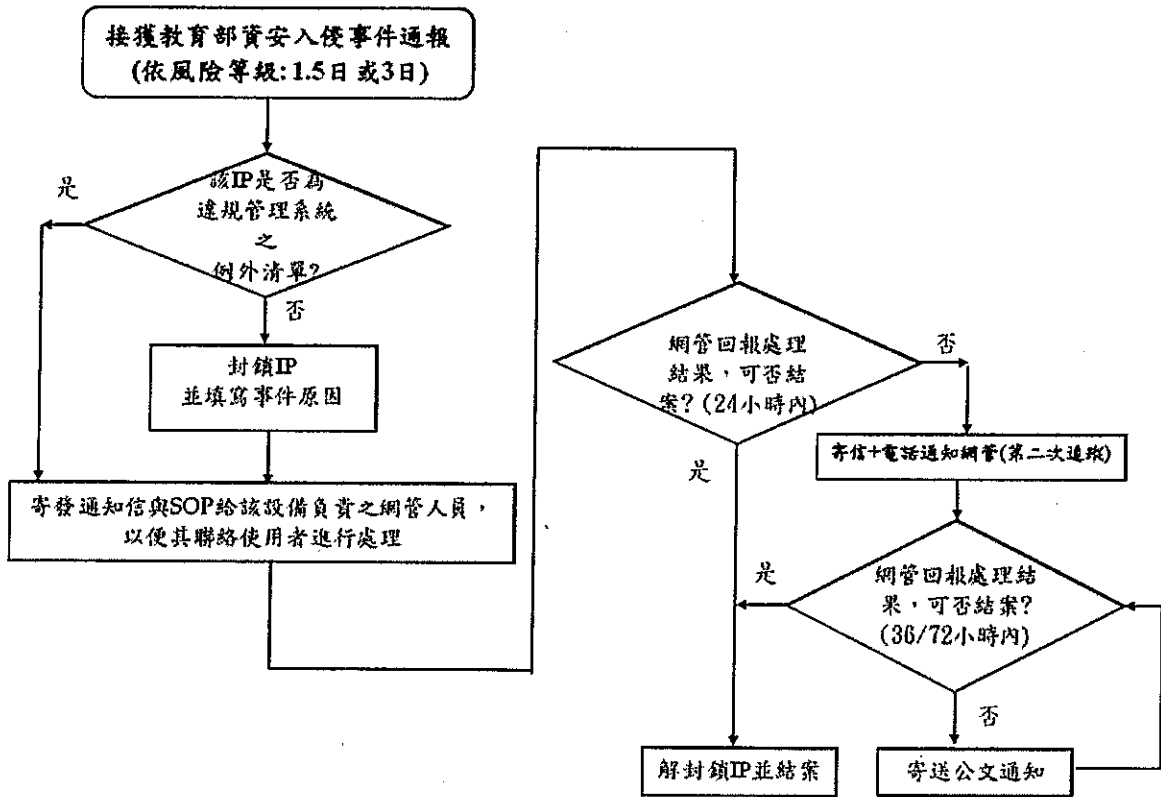 接獲教育部資安入侵事件通報
(依風險等級:1.5日或3日)
是
該IP是否為
違規管理系統
之
例外清單?
否
封鎖IP
並填寫事件原因
寄發通知信與SOP給該設備負責之網管人員，
以便其聯絡使用者進行處理
網管回報處理
結果，可否結
案?(24小時內)
否
是
寄信+電話通知網管(第二次追蹤)
是
網管回報處理結
果，可否結案?
(36/72小時內)
否
解封鎖IP並結案
寄送公文通知